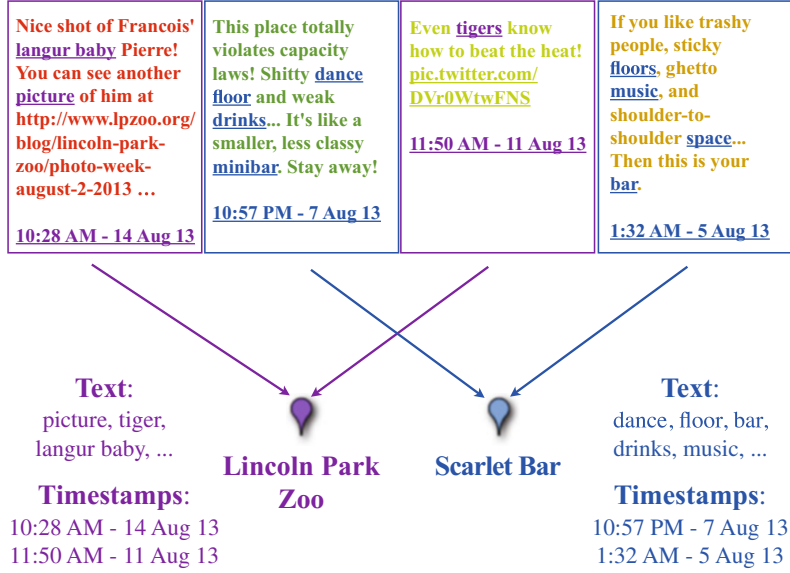 Nice shot of Francois'
langur baby Pierre!
You can see another
picture of him at
http://www.lpzoo.org/
blog/lincoln-park-
zoo/photo-week-
august-2-2013 …
10:28 AM - 14 Aug 13
This place totally
violates capacity
laws! Shitty dance
floor and weak
drinks... It's like a
smaller, less classy
minibar. Stay away!
10:57 PM - 7 Aug 13
Even tigers know
how to beat the heat!
pic.twitter.com/
DVr0WtwFNS
11:50 AM - 11 Aug 13
If you like trashy
people, sticky
floors, ghetto
music, and
shoulder-to-
shoulder space...
Then this is your
bar.
1:32 AM - 5 Aug 13
Text:
picture, tiger,
langur baby, ...
Timestamps:
10:28 AM - 14 Aug 13
11:50 AM - 11 Aug 13
Lincoln Park
Zoo
Scarlet Bar
Text:
dance, floor, bar,
drinks, music, ...
Timestamps:
10:57 PM - 7 Aug 13
1:32 AM - 5 Aug 13